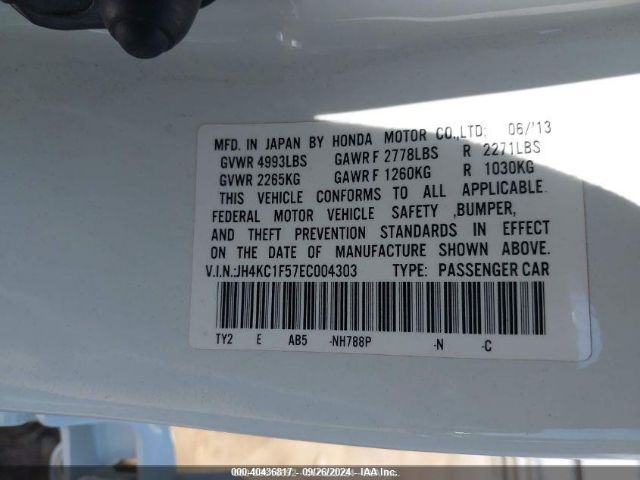 MFD. IN JAPAN BY HONDA MOTOR CO.,LTD; 06/'13
GVWR 4993LBS GAWR F 2778LBS R 2271LBS
GVWR 2265KG GAWR F 1260KG R 1030KG
THIS VEHICLE CONFORMS TO ALL APPLICABLE
FEDERAL MOTOR VEHICLE SAFETY ,BUMPER,
AND THEFT PREVENTION STANDARDS IN EFFECT
ON THE DATE OF MANUFACTURE SHOWN ABOVE.
V.I.N.:JH4KC1F57EC004303 TYPE: PASSENGER CAR
TY2 E AB5 -NH788P -N -C
000-40436817 - 09/26/2024 - IAA Inc.